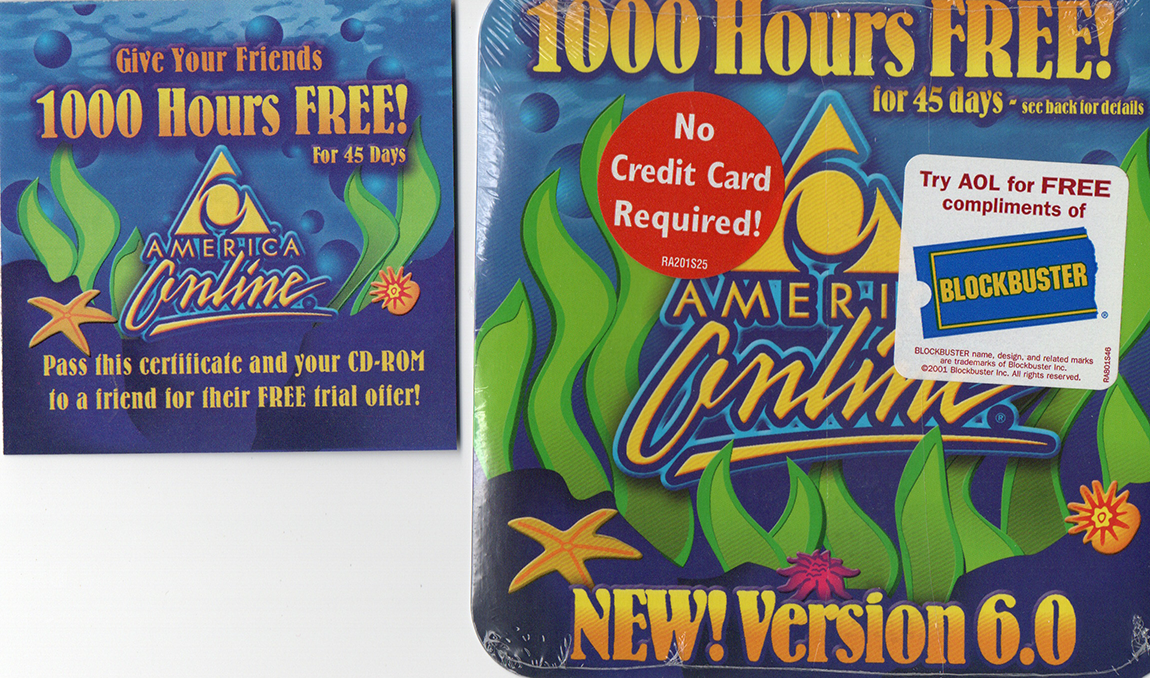 Give Your Friends
1000 Hours FREE!
For 45 Days
AMERICA
Online
Pass this certificate and your CD-ROM
to a friend for their FREE trial offer!
1000 Hours FREE!
for 45 days - see back for details
No
Credit Card
Required!
RA201S25
Try AOL for FREE
compliments of
BLOCKBUSTER
®
BLOCKBUSTER name, design, and related marks
are trademarks of Blockbuster Inc.
©2001 Blockbuster Inc. All rights reserved.
RA801S46
AMERI
Online
®
NEW! Version 6.0